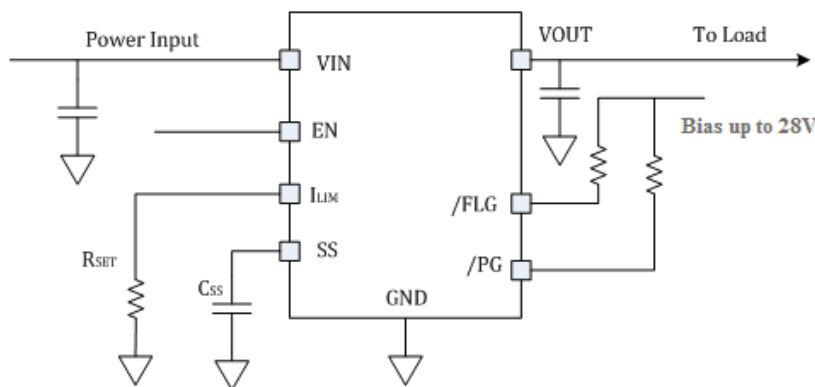 Power Input
VIN
VOUT
To Load
Bias up to 28V
EN
ILIM
/FLG
RSET
SS
CSS
/PG
GND